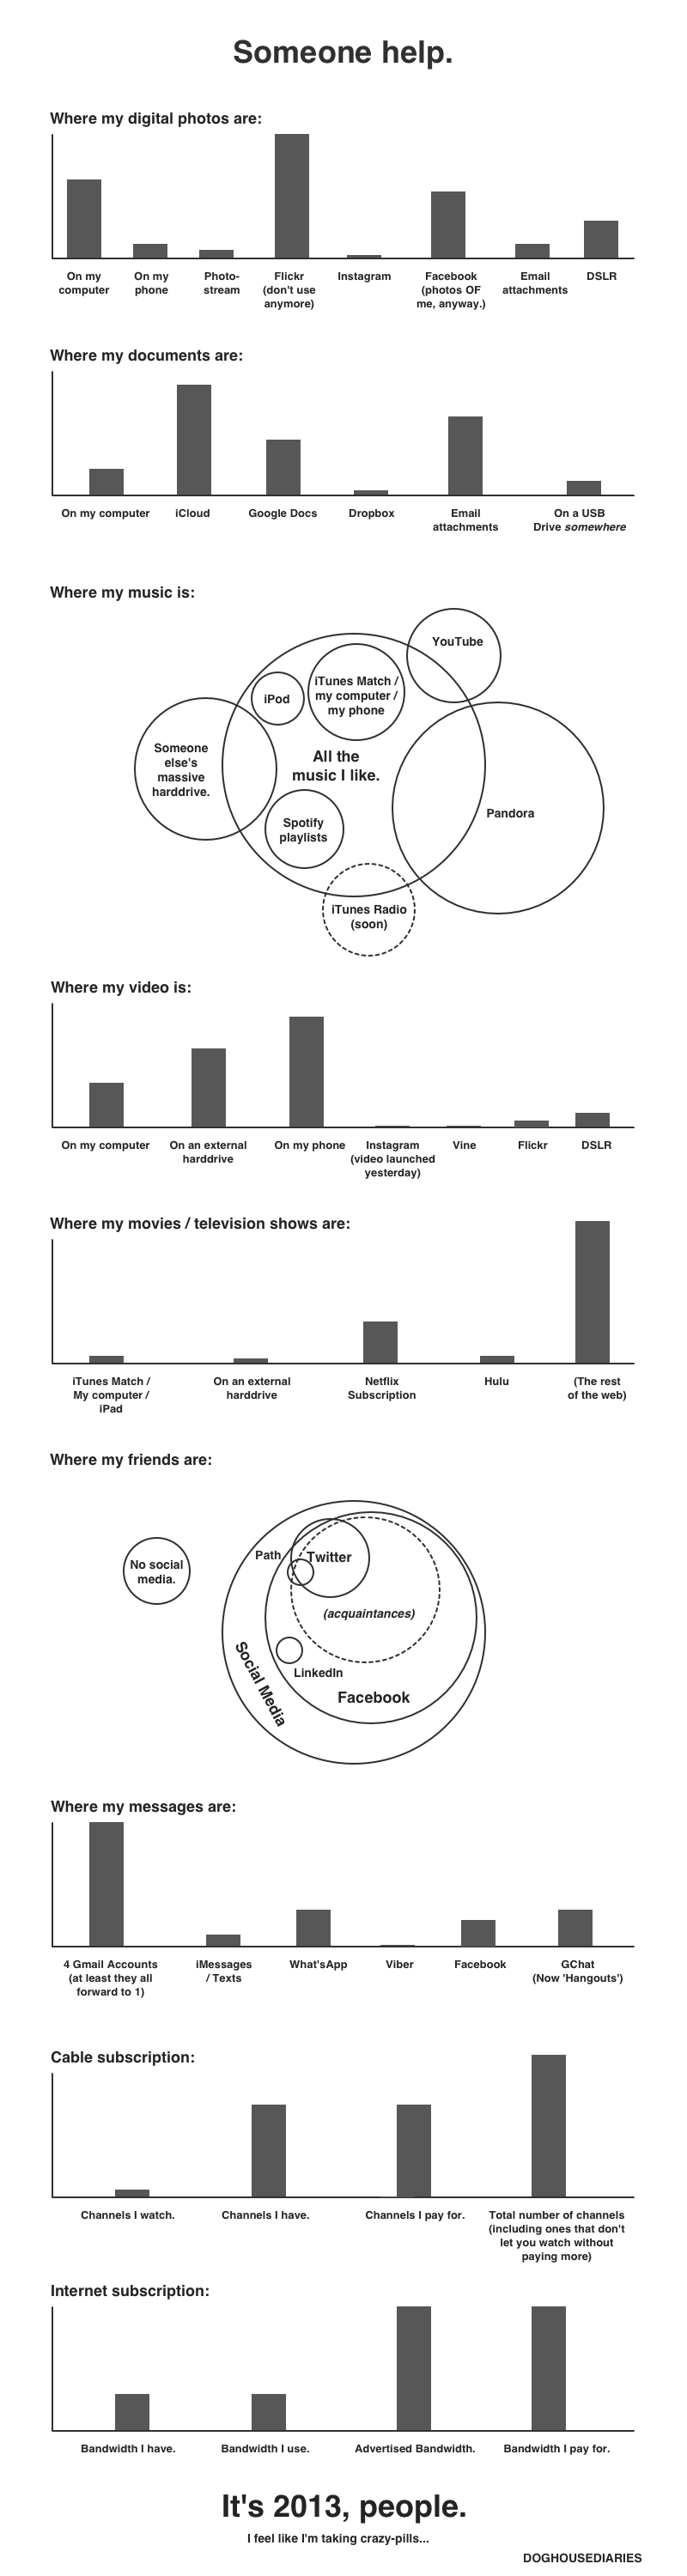 Someone help.
Where my digital photos are:
On my
computer
On my
phone
Photo-
stream
Flickr
(don't use
anymore)
Instagram
Facebook
(photos OF
me, anyway.)
Email
attachments
DSLR
Where my documents are:
On my computer
iCloud
Google Docs
Dropbox
Email
attachments
On a USB
Drive somewhere
Where my music is:
YouTube
iTunes Match /
my computer /
my phone
iPod
Someone
else's
massive
harddrive.
All the
music I like.
Pandora
Spotify
playlists
iTunes Radio
(soon)
Where my video is:
On my computer
On an external
harddrive
On my phone
Instagram
(video launched
yesterday)
Vine
Flickr
DSLR
Where my movies / television shows are:
iTunes Match /
My computer /
iPad
On an external
harddrive
Netflix
Subscription
Hulu
(The rest
of the web)
Where my friends are:
No social
media.
Path
Twitter
(acquaintances)
LinkedIn
Social Media
Facebook
Where my messages are:
4 Gmail Accounts
(at least they all
forward to 1)
iMessages
/ Texts
What'sApp
Viber
Facebook
GChat
(Now 'Hangouts')
Cable subscription:
Channels I watch.
Channels I have.
Channels I pay for.
Total number of channels
(including ones that don't
let you watch without
paying more)
Internet subscription:
Bandwidth I have.
Bandwidth I use.
Advertised Bandwidth.
Bandwidth I pay for.
It's 2013, people.
I feel like I'm taking crazy-pills...
DOGHOUSEDIARIES